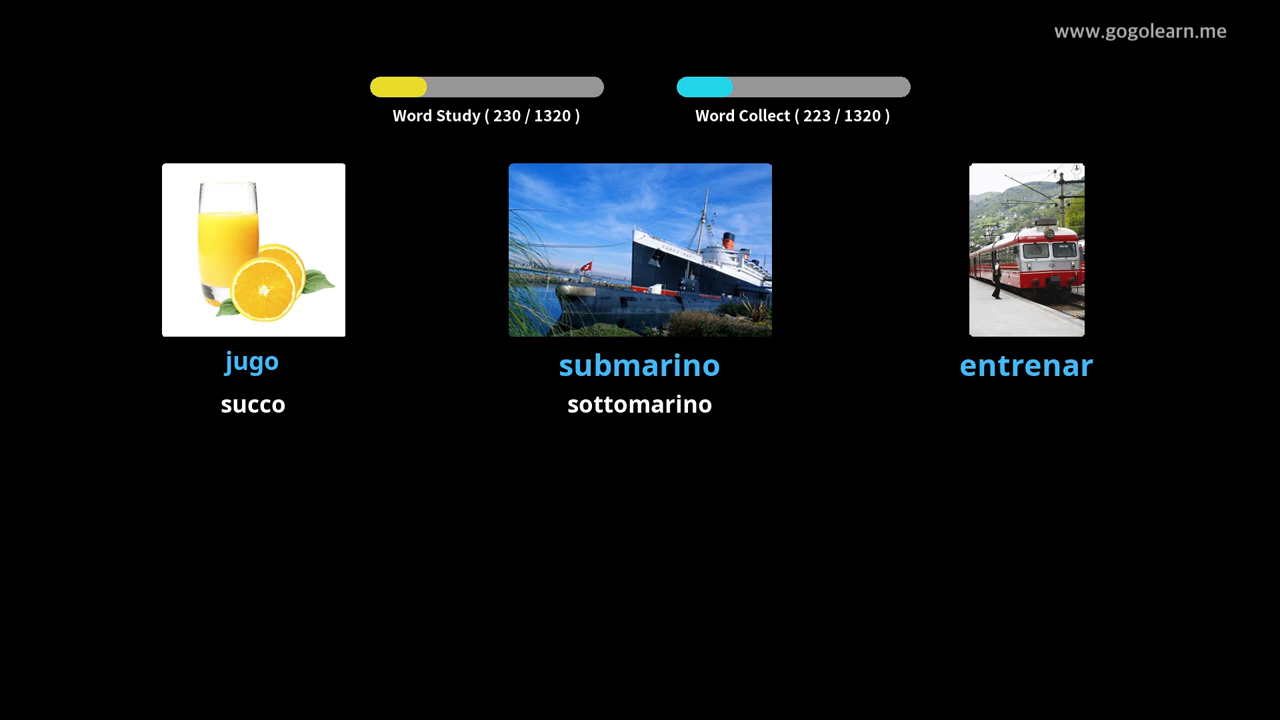 www.gogolearn.me
Word Study ( 230 / 1320 )
Word Collect ( 223 / 1320 )
jugo
submarino
entrenar
succo
sottomarino